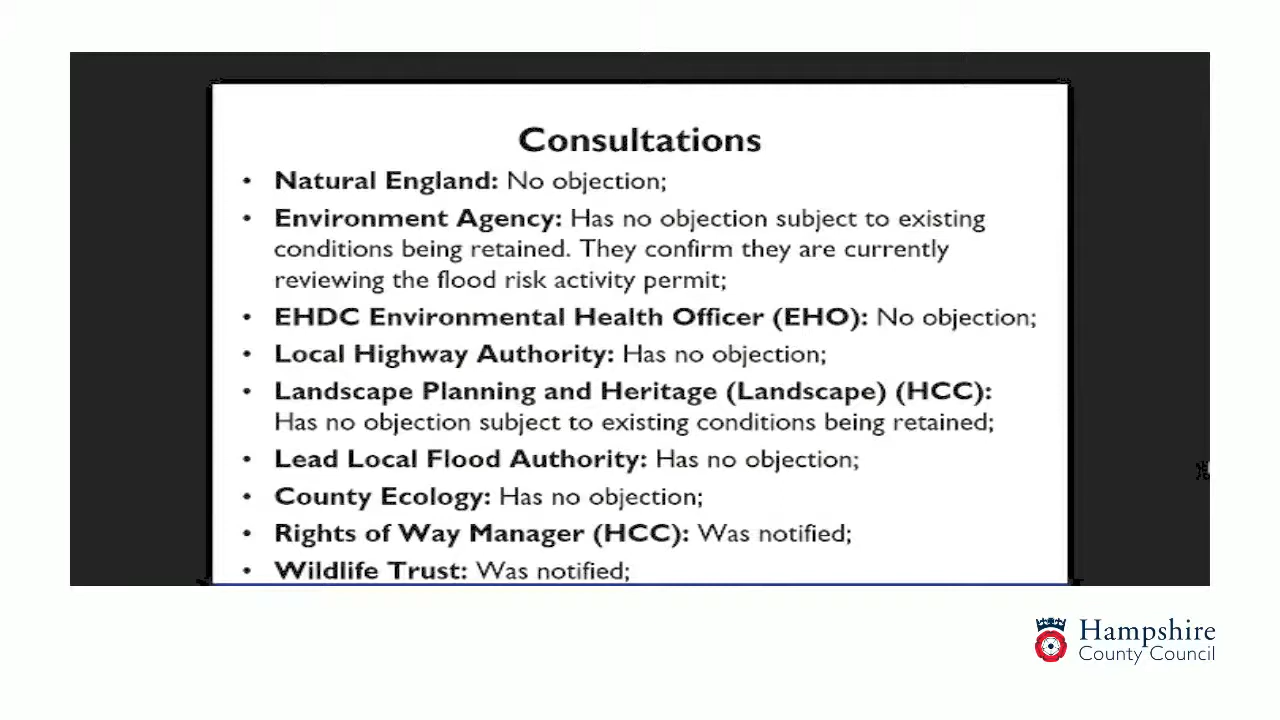 Consultations
• Natural England: No objection;
• Environment Agency: Has no objection subject to existing
conditions being retained. They confirm they are currently
reviewing the flood risk activity permit;
• EHDC Environmental Health Officer (EHO): No objection;
• Local Highway Authority: Has no objection;
• Landscape Planning and Heritage (Landscape) (HCC):
Has no objection subject to existing conditions being retained;
• Lead Local Flood Authority: Has no objection;
• County Ecology: Has no objection;
• Rights of Way Manager (HCC): Was notified;
• Wildlife Trust: Was notified;
Hampshire
County Council